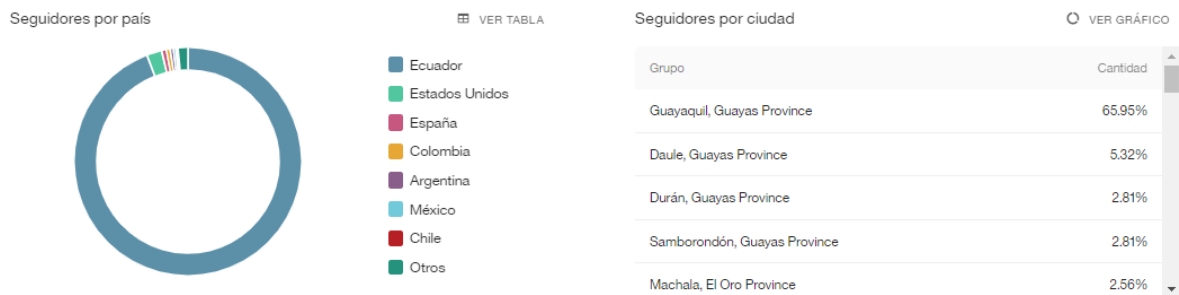 Seguidores por país
VER TABLA
Ecuador
Estados Unidos
España
Colombia
Argentina
México
Chile
Otros
Seguidores por ciudad
VER GRÁFICO
Grupo Cantidad
Guayaquil, Guayas Province 65.95%
Daule, Guayas Province 5.32%
Durán, Guayas Province 2.81%
Samborondón, Guayas Province 2.81%
Machala, El Oro Province 2.56%